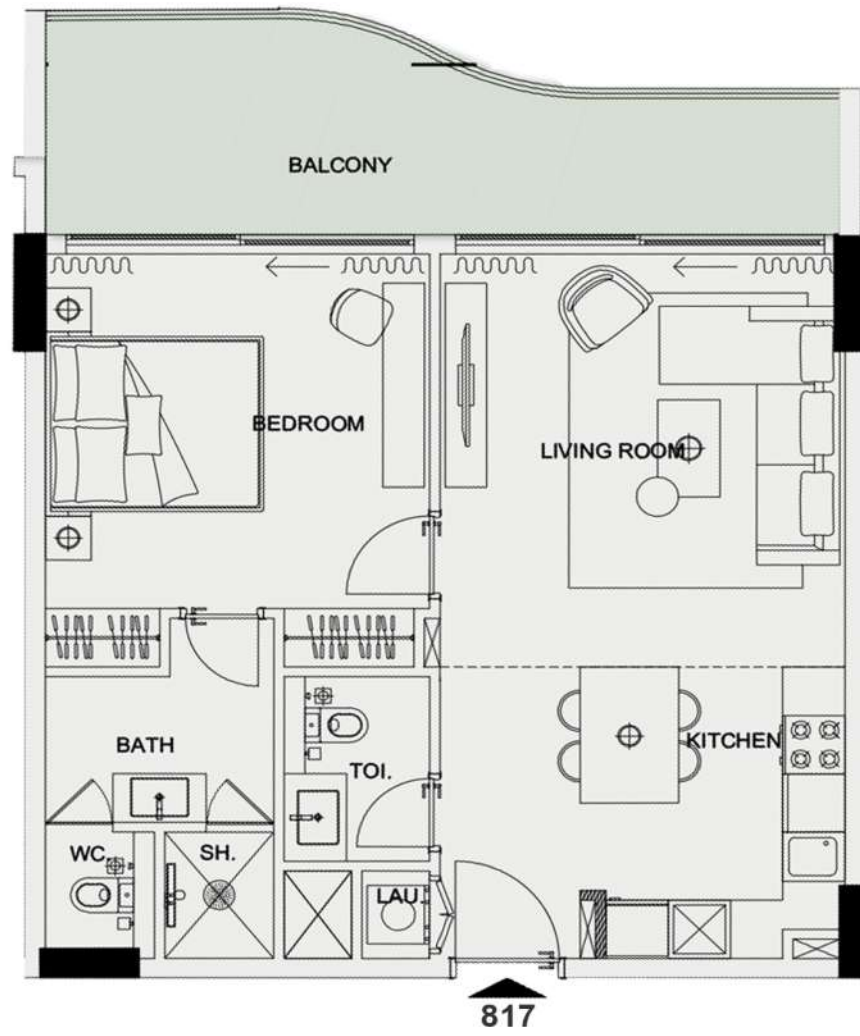 BALCONY
BEDROOM
LIVING ROOM
BATH
TOI.
KITCHEN
WC.
SH.
LAU.
817